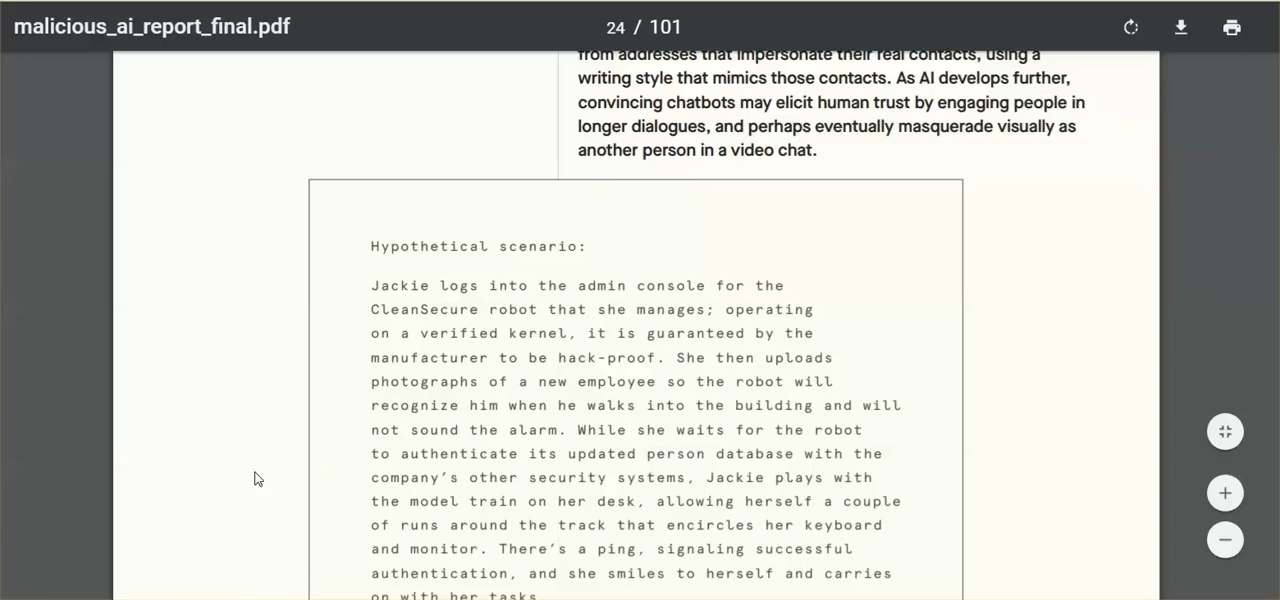 malicious_ai_report_final.pdf
24 / 101
from addresses that impersonate their real contacts, using a
writing style that mimics those contacts. As AI develops further,
convincing chatbots may elicit human trust by engaging people in
longer dialogues, and perhaps eventually masquerade visually as
another person in a video chat.
Hypothetical scenario:
Jackie logs into the admin console for the
CleanSecure robot that she manages; operating
on a verified kernel, it is guaranteed by the
manufacturer to be hack-proof. She then uploads
photographs of a new employee so the robot will
recognize him when he walks into the building and will
not sound the alarm. While she waits for the robot
to authenticate its updated person database with the
company's other security systems, Jackie plays with
the model train on her desk, allowing herself a couple
of runs around the track that encircles her keyboard
and monitor. There's a ping, signaling successful
authentication, and she smiles to herself and carries
on with her tasks